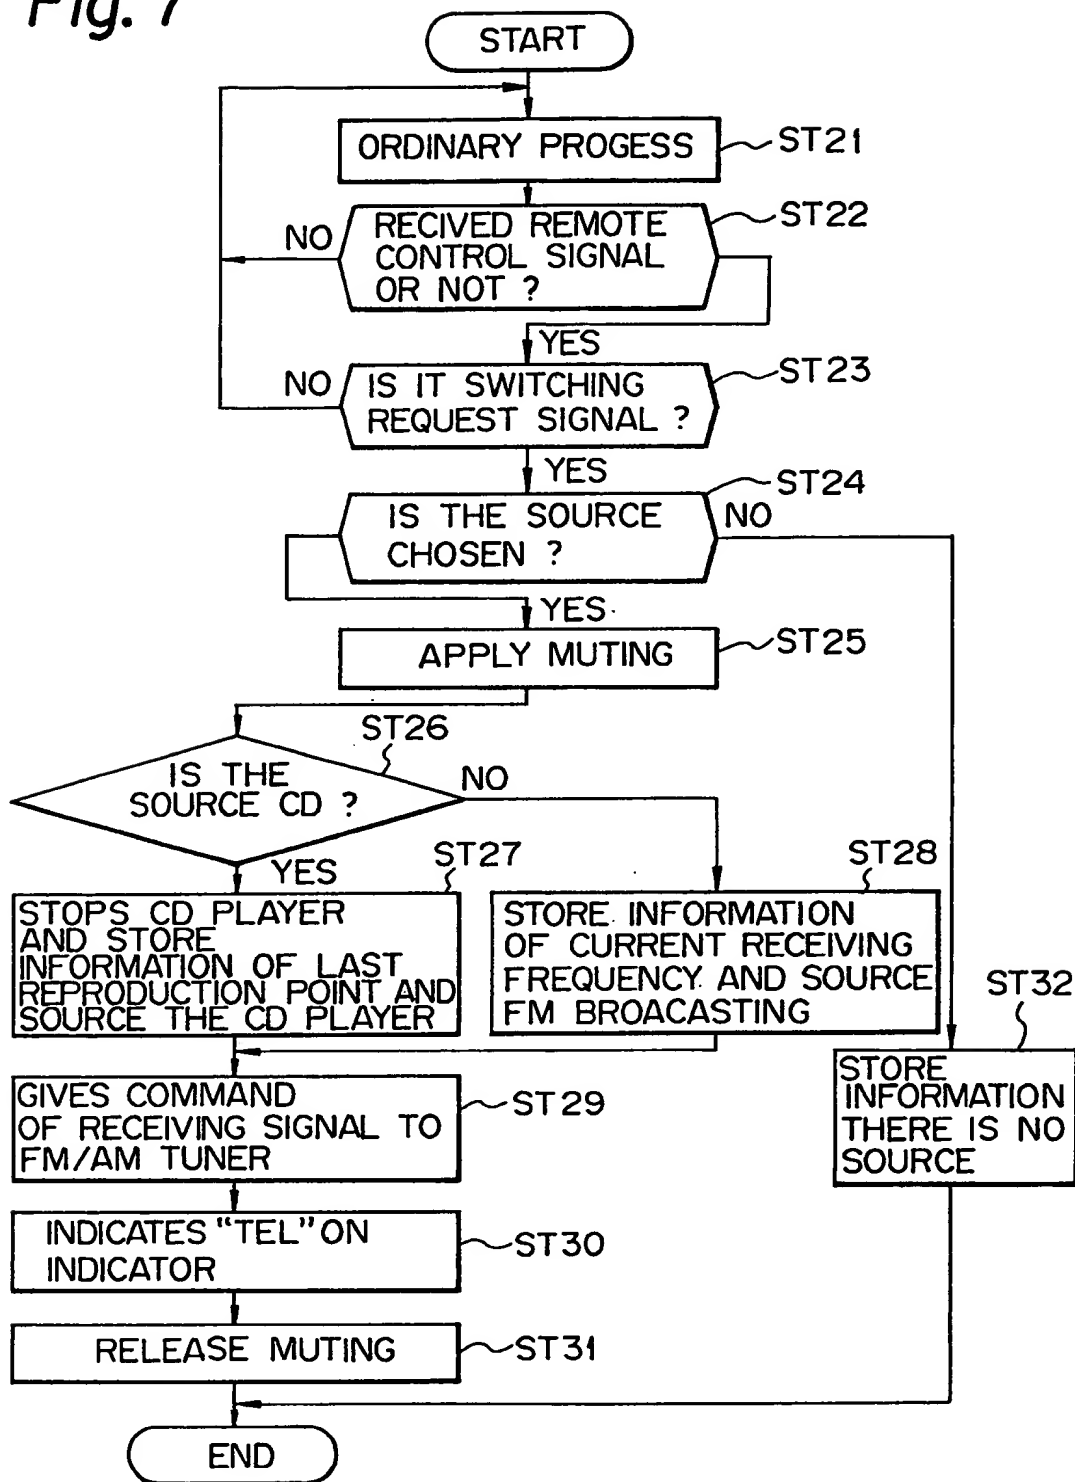 Fig. 7
START
ORDINARY PROGESS
ST21
RECIVED REMOTE
CONTROL SIGNAL
OR NOT ?
ST22
NO
YES
IS IT SWITCHING
REQUEST SIGNAL ?
ST23
NO
YES
IS THE SOURCE
CHOSEN ?
ST24
NO
YES
APPLY MUTING
ST25
IS THE
SOURCE CD ?
ST26
NO
YES
STOPS CD PLAYER
AND STORE
INFORMATION OF LAST
REPRODUCTION POINT AND
SOURCE THE CD PLAYER
ST27
STORE INFORMATION
OF CURRENT RECEIVING
FREQUENCY AND SOURCE
FM BROACASTING
ST28
STORE
INFORMATION
THERE IS NO
SOURCE
ST32
GIVES COMMAND
OF RECEIVING SIGNAL TO
FM/AM TUNER
ST29
INDICATES "TEL" ON
INDICATOR
ST30
RELEASE MUTING
ST31
END